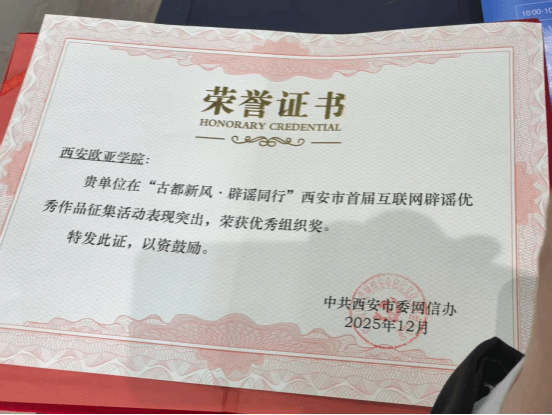 10:00-10
荣誉证书
HONORARY CREDENTIAL
西安欧亚学院：
贵单位在“古都新风·辟谣同行”西安市首届互联网辟谣优
秀作品征集活动表现突出，荣获优秀组织奖。
特发此证，以资鼓励。
中共西安市委网信办
2025年12月